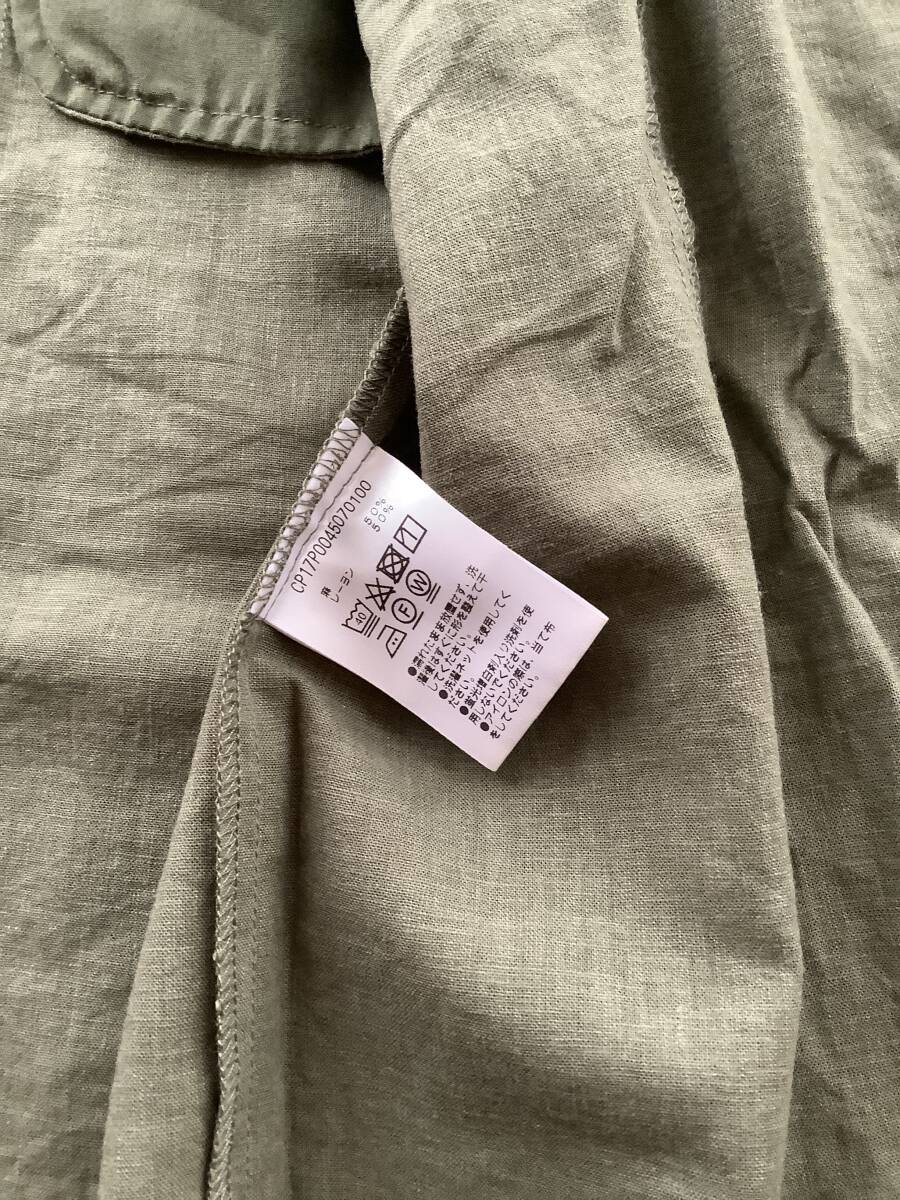 CP17P0045070100
麻 50%
レーヨン 50%
40
F W
●濡れたまま放置せず、洗
濯後はすぐに形を整えて干
してください。
●洗濯ネットを使用してく
ださい。
●蛍光増白剤入り洗剤を使
用しないでください。
●アイロンの際は、当て布
をしてください。